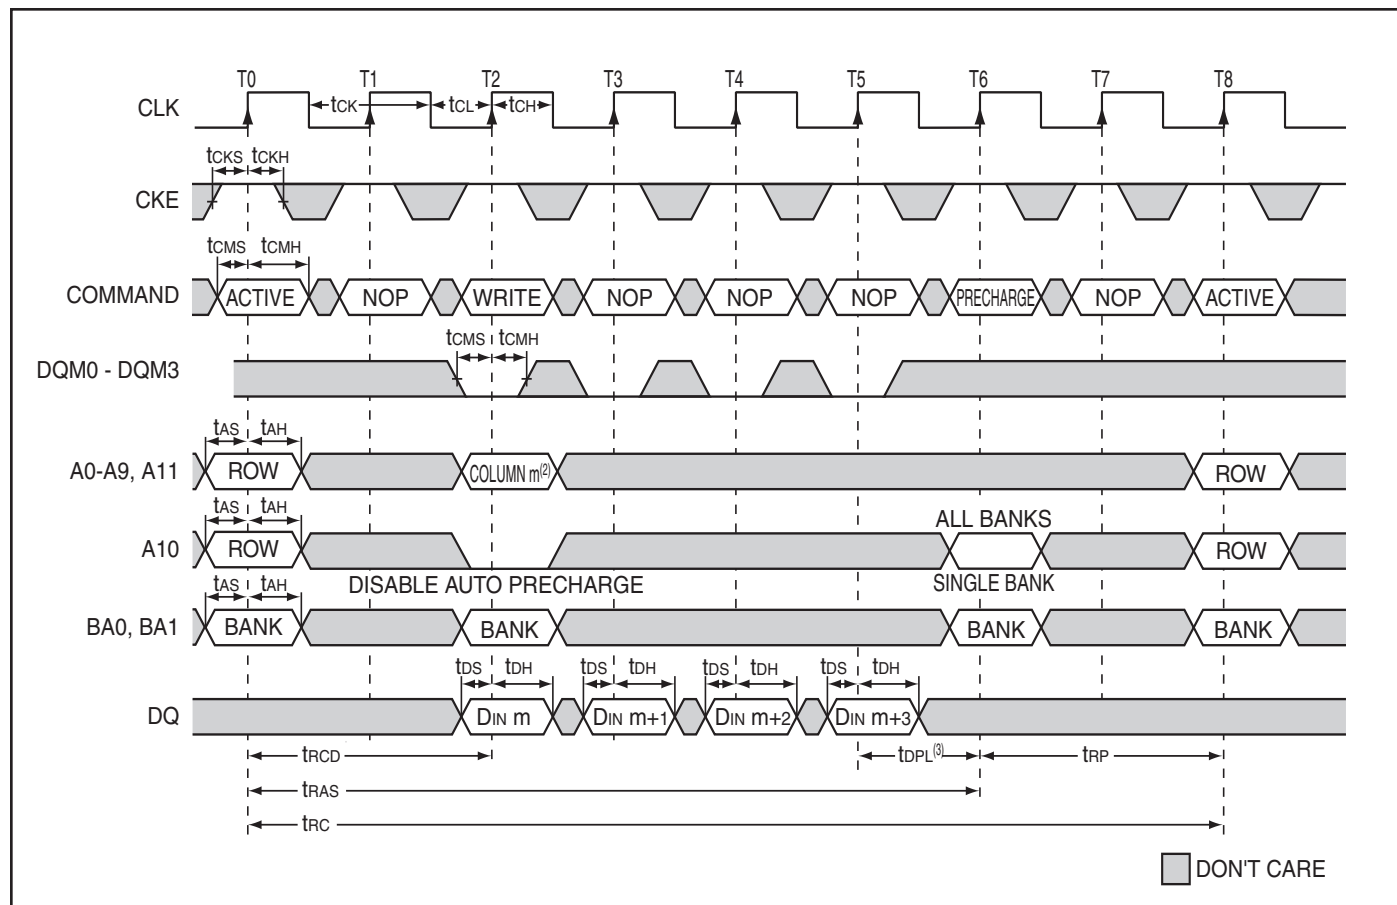 T0 T1 T2 T3 T4 T5 T6 T7 T8
CLK tCK tCL tCH
tCKS tCKH
CKE
tCMS tCMH
COMMAND ACTIVE NOP WRITE NOP NOP NOP PRECHARGE NOP ACTIVE
tCMS tCMH
DQM0 - DQM3
tAS tAH
A0-A9, A11 ROW COLUMN m(2) ROW
tAS tAH ALL BANKS
A10 ROW ROW
DISABLE AUTO PRECHARGE SINGLE BANK
tAS tAH
BA0, BA1 BANK BANK BANK BANK
tDS tDH tDS tDH tDS tDH tDS tDH
DQ DIN m DIN m+1 DIN m+2 DIN m+3
tRCD tDPL(3) tRP
tRAS
tRC
DON'T CARE